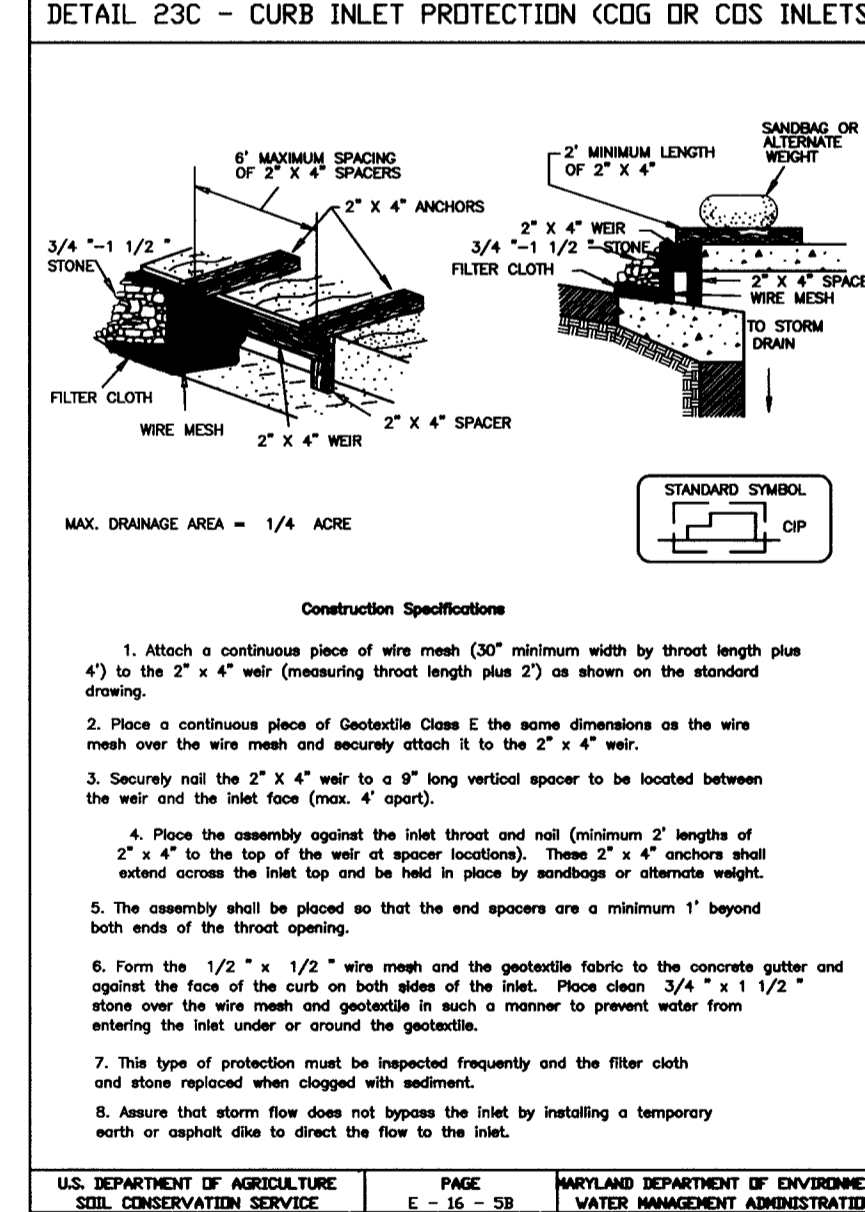 DETAIL 23C - CURB INLET PROTECTION (COG OR COS INLETS
6' MAXIMUM SPACING
OF 2" X 4" SPACERS
2" X 4" ANCHORS
3/4 "-1 1/2 "
STONE
FILTER CLOTH
WIRE MESH
2" X 4" WEIR
2" X 4" SPACER
SANDBAG OR
ALTERNATE
WEIGHT
2' MINIMUM LENGTH
OF 2" X 4"
2" X 4" WEIR
3/4 "-1 1/2 " STONE
FILTER CLOTH
2" X 4" SPACE
WIRE MESH
TO STORM
DRAIN
STANDARD SYMBOL
CIP
MAX. DRAINAGE AREA = 1/4 ACRE
Construction Specifications
1. Attach a continuous piece of wire mesh (30" minimum width by throat length plus
4') to the 2" x 4" weir (measuring throat length plus 2') as shown on the standard
drawing.
2. Place a continuous piece of Geotextile Class E the same dimensions as the wire
mesh over the wire mesh and securely attach it to the 2" x 4" weir.
3. Securely nail the 2" X 4" weir to a 9" long vertical spacer to be located between
the weir and the inlet face (max. 4' apart).
4. Place the assembly against the inlet throat and nail (minimum 2' lengths of
2" x 4" to the top of the weir at spacer locations). These 2" x 4" anchors shall
extend across the inlet top and be held in place by sandbags or alternate weight.
5. The assembly shall be placed so that the end spacers are a minimum 1' beyond
both ends of the throat opening.
6. Form the 1/2 " x 1/2 " wire mesh and the geotextile fabric to the concrete gutter and
against the face of the curb on both sides of the inlet. Place clean 3/4 " x 1 1/2 "
stone over the wire mesh and geotextile in such a manner to prevent water from
entering the inlet under or around the geotextile.
7. This type of protection must be inspected frequently and the filter cloth
and stone replaced when clogged with sediment.
8. Assure that storm flow does not bypass the inlet by installing a temporary
earth or asphalt dike to direct the flow to the inlet.
U.S. DEPARTMENT OF AGRICULTURE
SOIL CONSERVATION SERVICE
PAGE
E - 16 - 5B
MARYLAND DEPARTMENT OF ENVIRONME
WATER MANAGEMENT ADMINISTRATIO